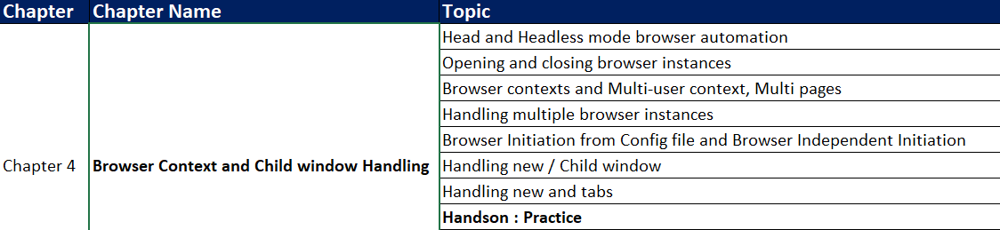 Chapter Chapter Name Topic
Head and Headless mode browser automation
Opening and closing browser instances
Browser contexts and Multi-user context, Multi pages
Handling multiple browser instances
Browser Initiation from Config file and Browser Independent Initiation
Chapter 4 Browser Context and Child window Handling Handling new / Child window
Handling new and tabs
Handson : Practice